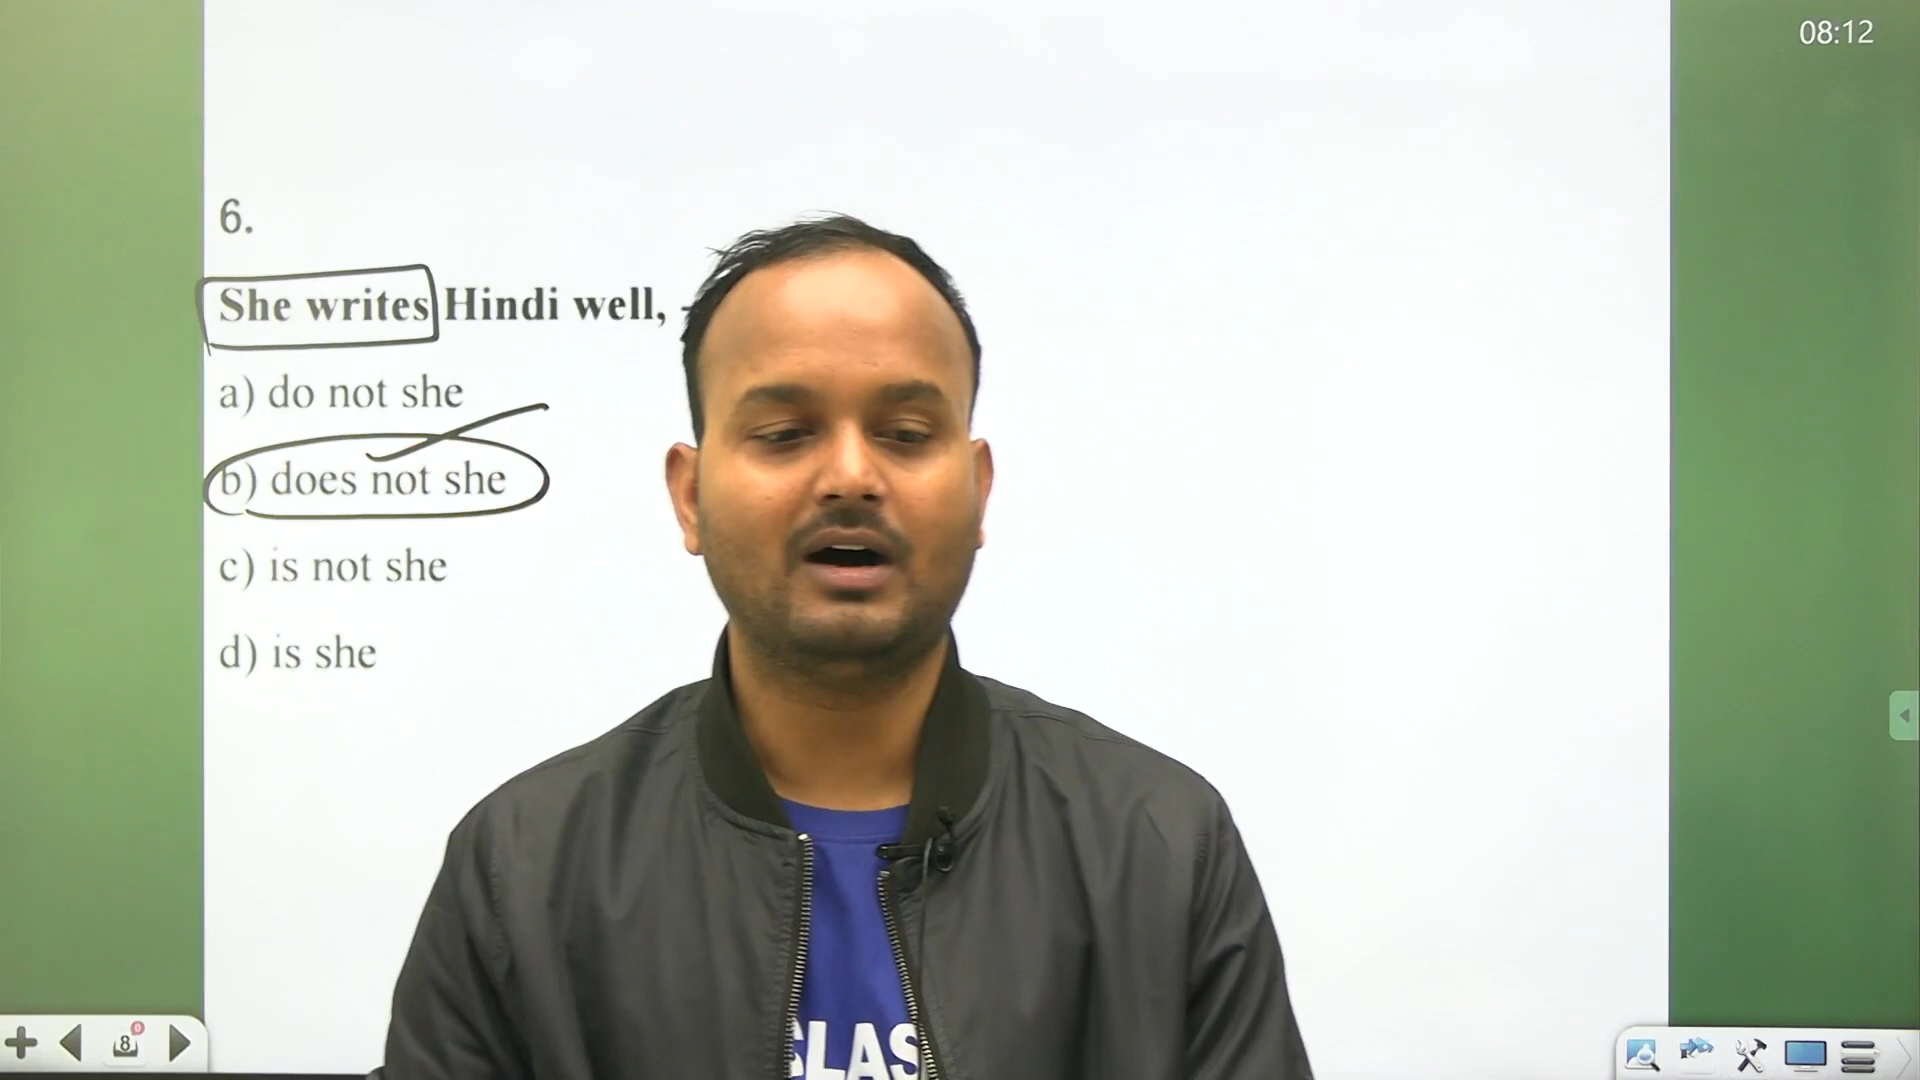 08:12
6.
She writes Hindi well,
a) do not she
b) does not she
c) is not she
d) is she
8
0